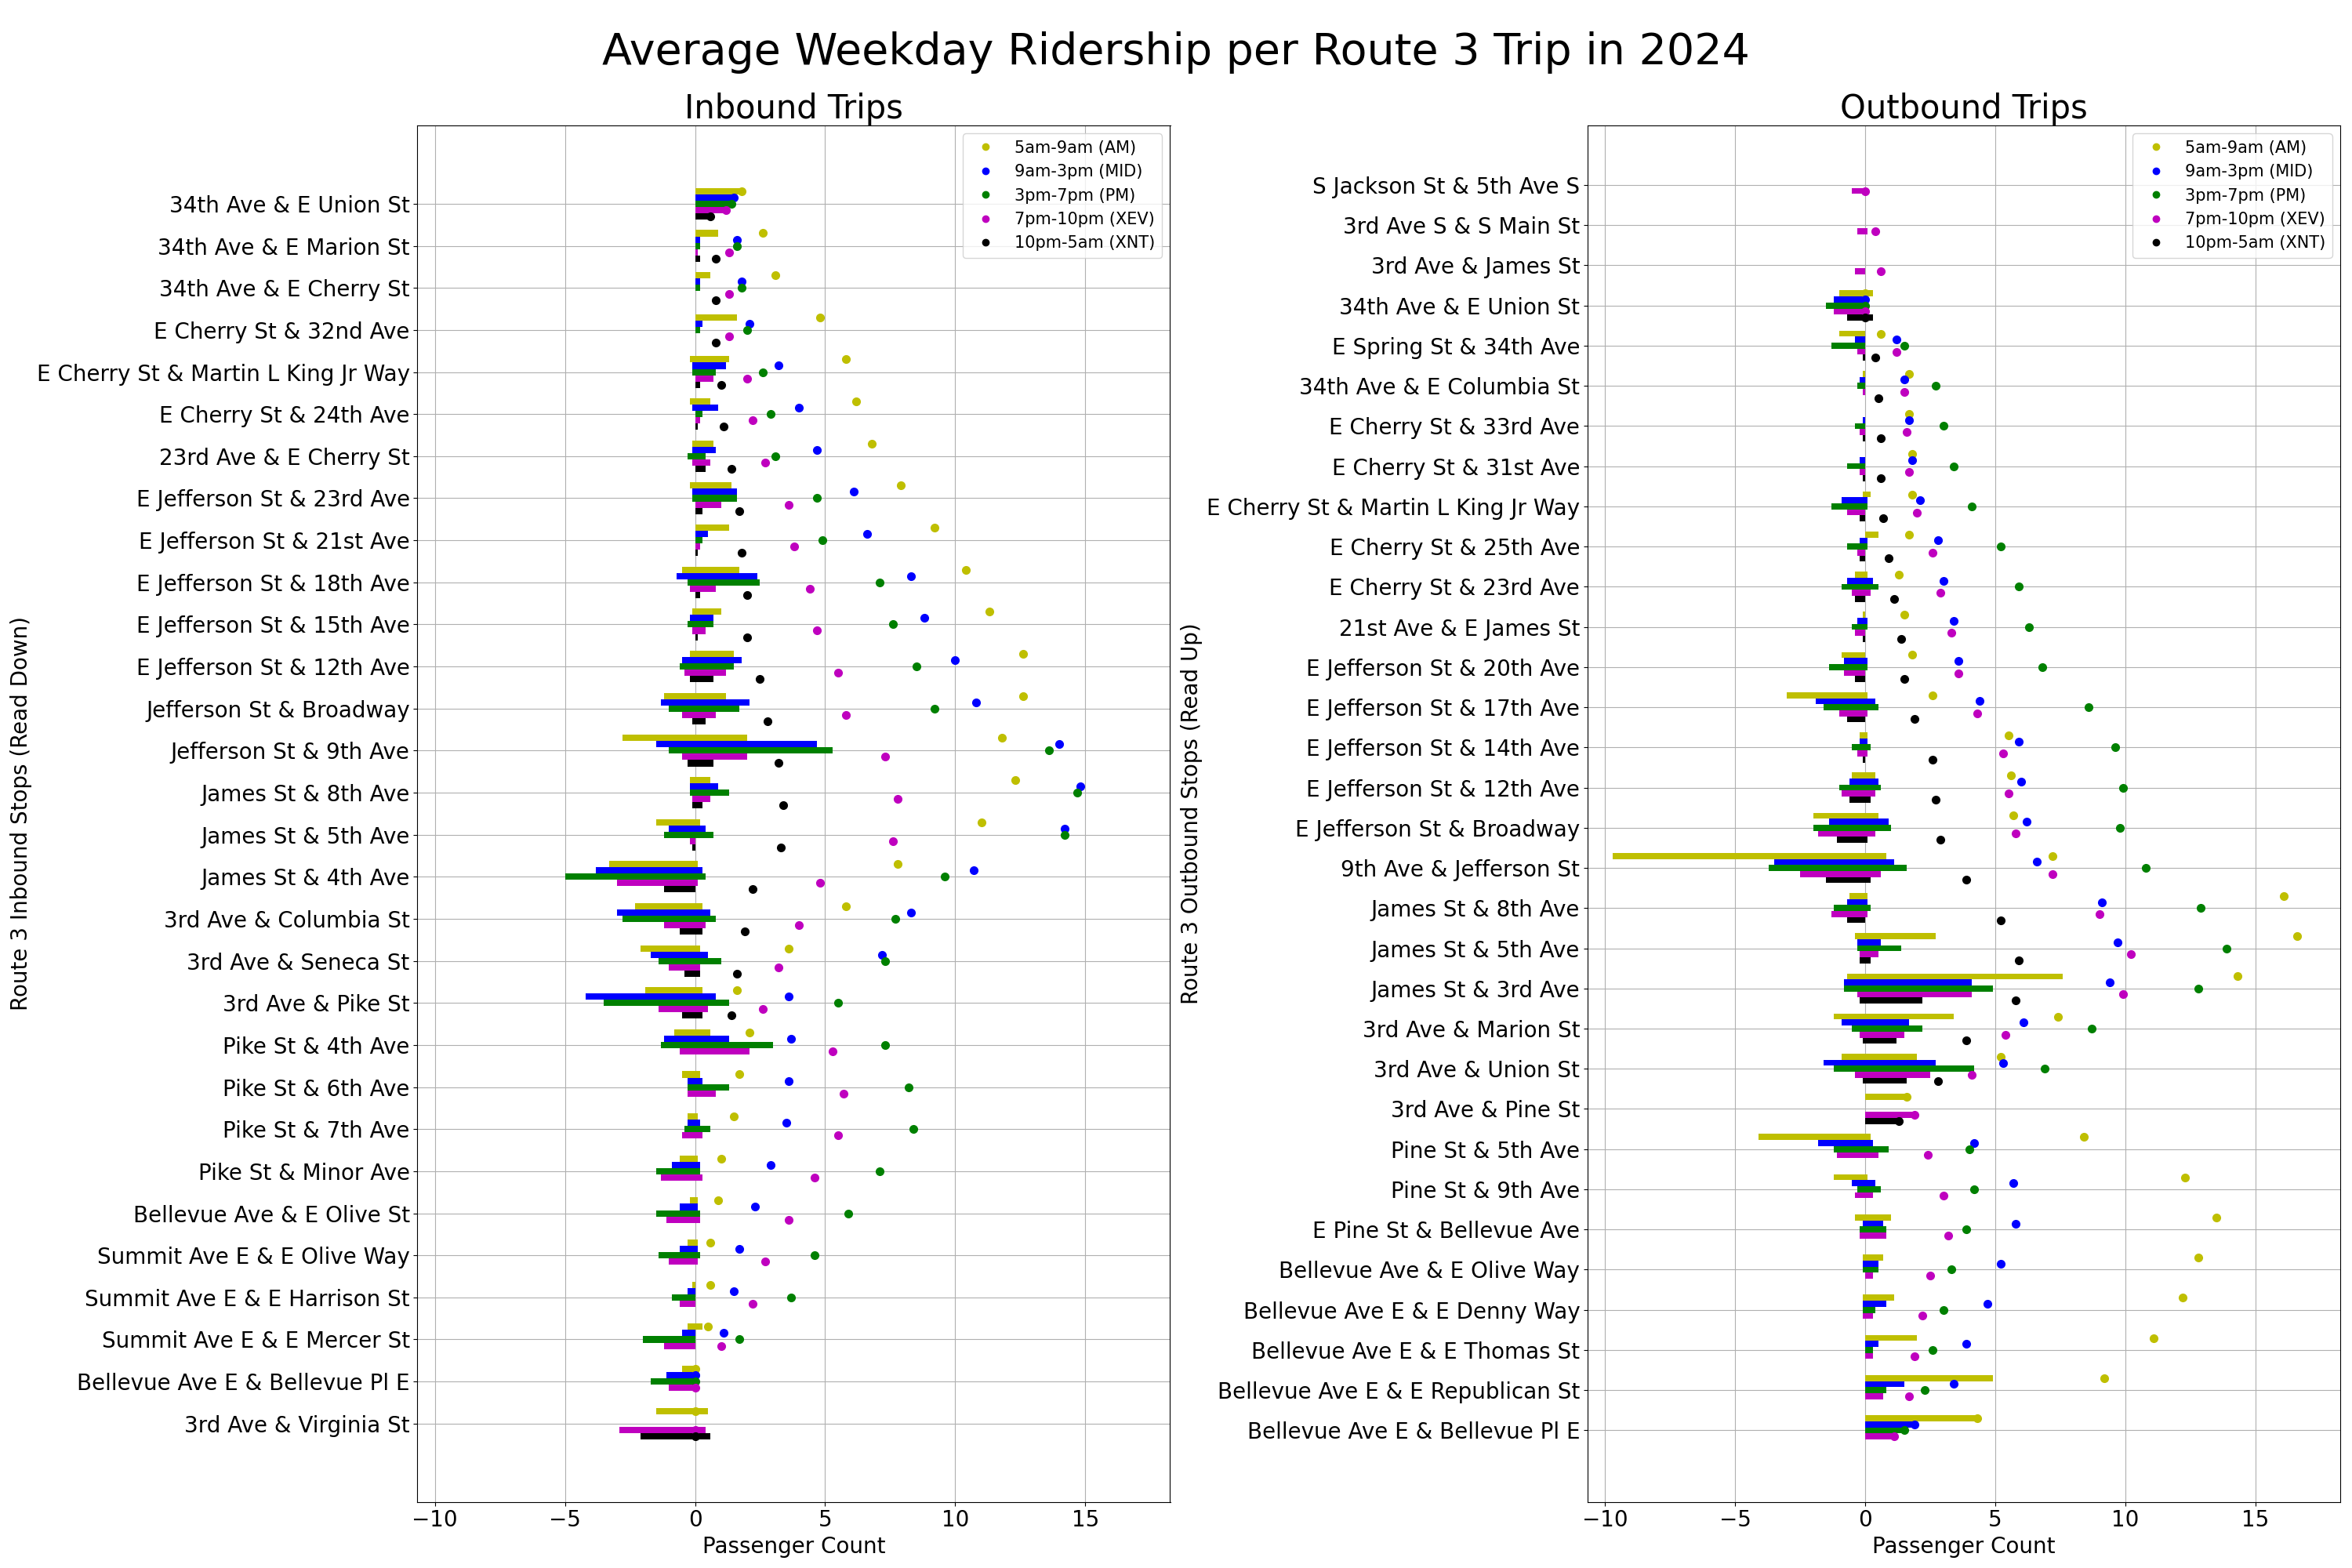 Average Weekday Ridership per Route 3 Trip in 2024
Inbound Trips
5am-9am (AM)
9am-3pm (MID)
3pm-7pm (PM)
7pm-10pm (XEV)
10pm-5am (XNT)
Route 3 Inbound Stops (Read Down)
34th Ave & E Union St
34th Ave & E Marion St
34th Ave & E Cherry St
E Cherry St & 32nd Ave
E Cherry St & Martin L King Jr Way
E Cherry St & 24th Ave
23rd Ave & E Cherry St
E Jefferson St & 23rd Ave
E Jefferson St & 21st Ave
E Jefferson St & 18th Ave
E Jefferson St & 15th Ave
E Jefferson St & 12th Ave
Jefferson St & Broadway
Jefferson St & 9th Ave
James St & 8th Ave
James St & 5th Ave
James St & 4th Ave
3rd Ave & Columbia St
3rd Ave & Seneca St
3rd Ave & Pike St
Pike St & 4th Ave
Pike St & 6th Ave
Pike St & 7th Ave
Pike St & Minor Ave
Bellevue Ave & E Olive St
Summit Ave E & E Olive Way
Summit Ave E & E Harrison St
Summit Ave E & E Mercer St
Bellevue Ave E & Bellevue Pl E
3rd Ave & Virginia St
−10 −5 0 5 10 15
Passenger Count
Outbound Trips
5am-9am (AM)
9am-3pm (MID)
3pm-7pm (PM)
7pm-10pm (XEV)
10pm-5am (XNT)
Route 3 Outbound Stops (Read Up)
S Jackson St & 5th Ave S
3rd Ave S & S Main St
3rd Ave & James St
34th Ave & E Union St
E Spring St & 34th Ave
34th Ave & E Columbia St
E Cherry St & 33rd Ave
E Cherry St & 31st Ave
E Cherry St & Martin L King Jr Way
E Cherry St & 25th Ave
E Cherry St & 23rd Ave
21st Ave & E James St
E Jefferson St & 20th Ave
E Jefferson St & 17th Ave
E Jefferson St & 14th Ave
E Jefferson St & 12th Ave
E Jefferson St & Broadway
9th Ave & Jefferson St
James St & 8th Ave
James St & 5th Ave
James St & 3rd Ave
3rd Ave & Marion St
3rd Ave & Union St
3rd Ave & Pine St
Pine St & 5th Ave
Pine St & 9th Ave
E Pine St & Bellevue Ave
Bellevue Ave & E Olive Way
Bellevue Ave E & E Denny Way
Bellevue Ave E & E Thomas St
Bellevue Ave E & E Republican St
Bellevue Ave E & Bellevue Pl E
−10 −5 0 5 10 15
Passenger Count